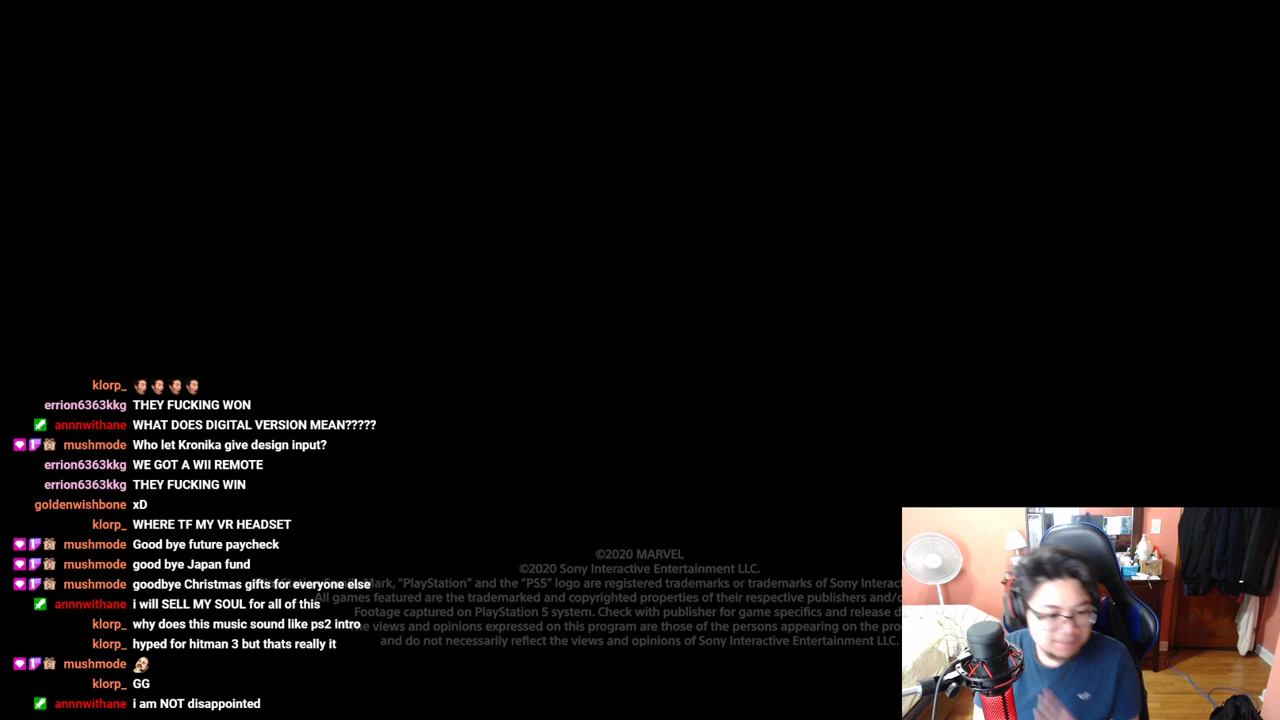 klorp_
errion6363kkg THEY FUCKING WON
annnwithane WHAT DOES DIGITAL VERSION MEAN?????
mushmode Who let Kronika give design input?
errion6363kkg WE GOT A WII REMOTE
errion6363kkg THEY FUCKING WIN
goldenwishbone xD
klorp_ WHERE TF MY VR HEADSET
mushmode Good bye future paycheck
mushmode good bye Japan fund
mushmode goodbye Christmas gifts for everyone else
annnwithane i will SELL MY SOUL for all of this
klorp_ why does this music sound like ps2 intro
klorp_ hyped for hitman 3 but thats really it
mushmode
klorp_ GG
annnwithane i am NOT disappointed
©2020 MARVEL
©2020 Sony Interactive Entertainment LLC.
Mark, "PlayStation" and the "PS5" logo are registered trademarks or trademarks of Sony
All games featured are the trademarked and copyrighted properties of their respective publishers
Footage captured on PlayStation 5 system. Check with publisher for game specifics and release
views and opinions expressed on this program are those of the persons appearing on the
and do not necessarily reflect the views and opinions of Sony Interactive Entertainment LLC.